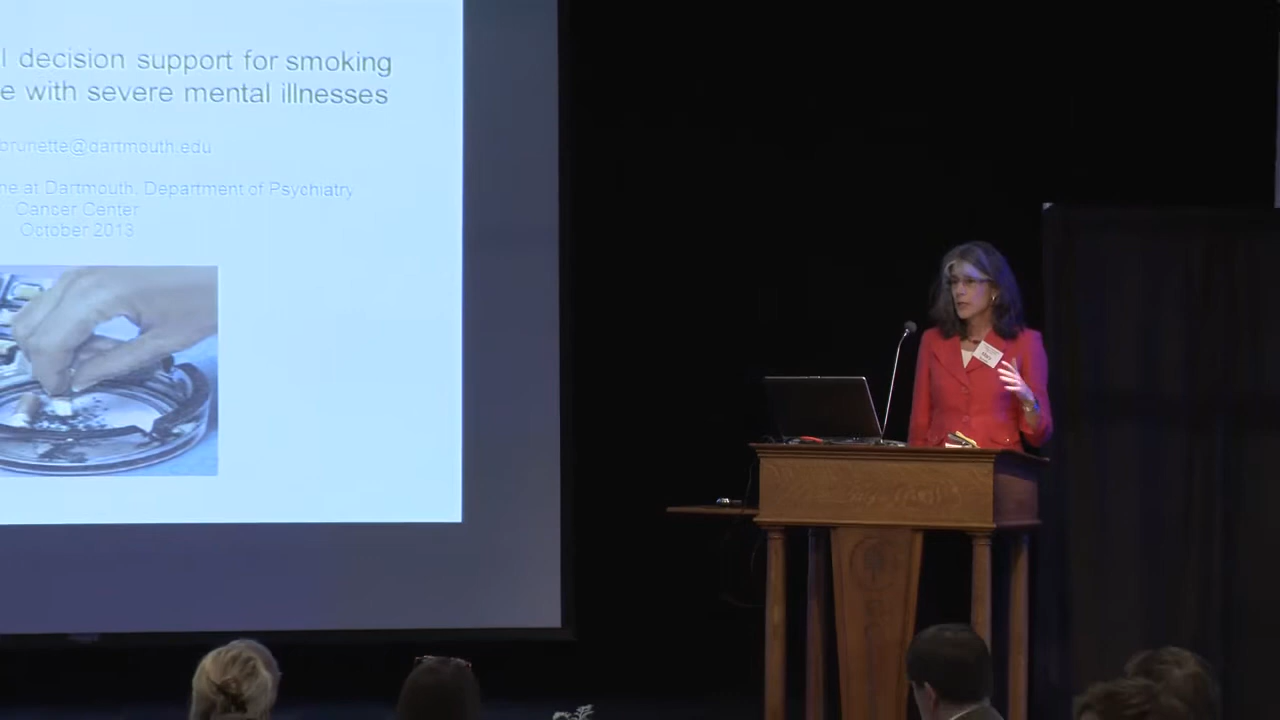 l decision support for smoking
e with severe mental illnesses
brunette@dartmouth.edu
ne at Dartmouth, Department of Psychiatry
Cancer Center
October 2013